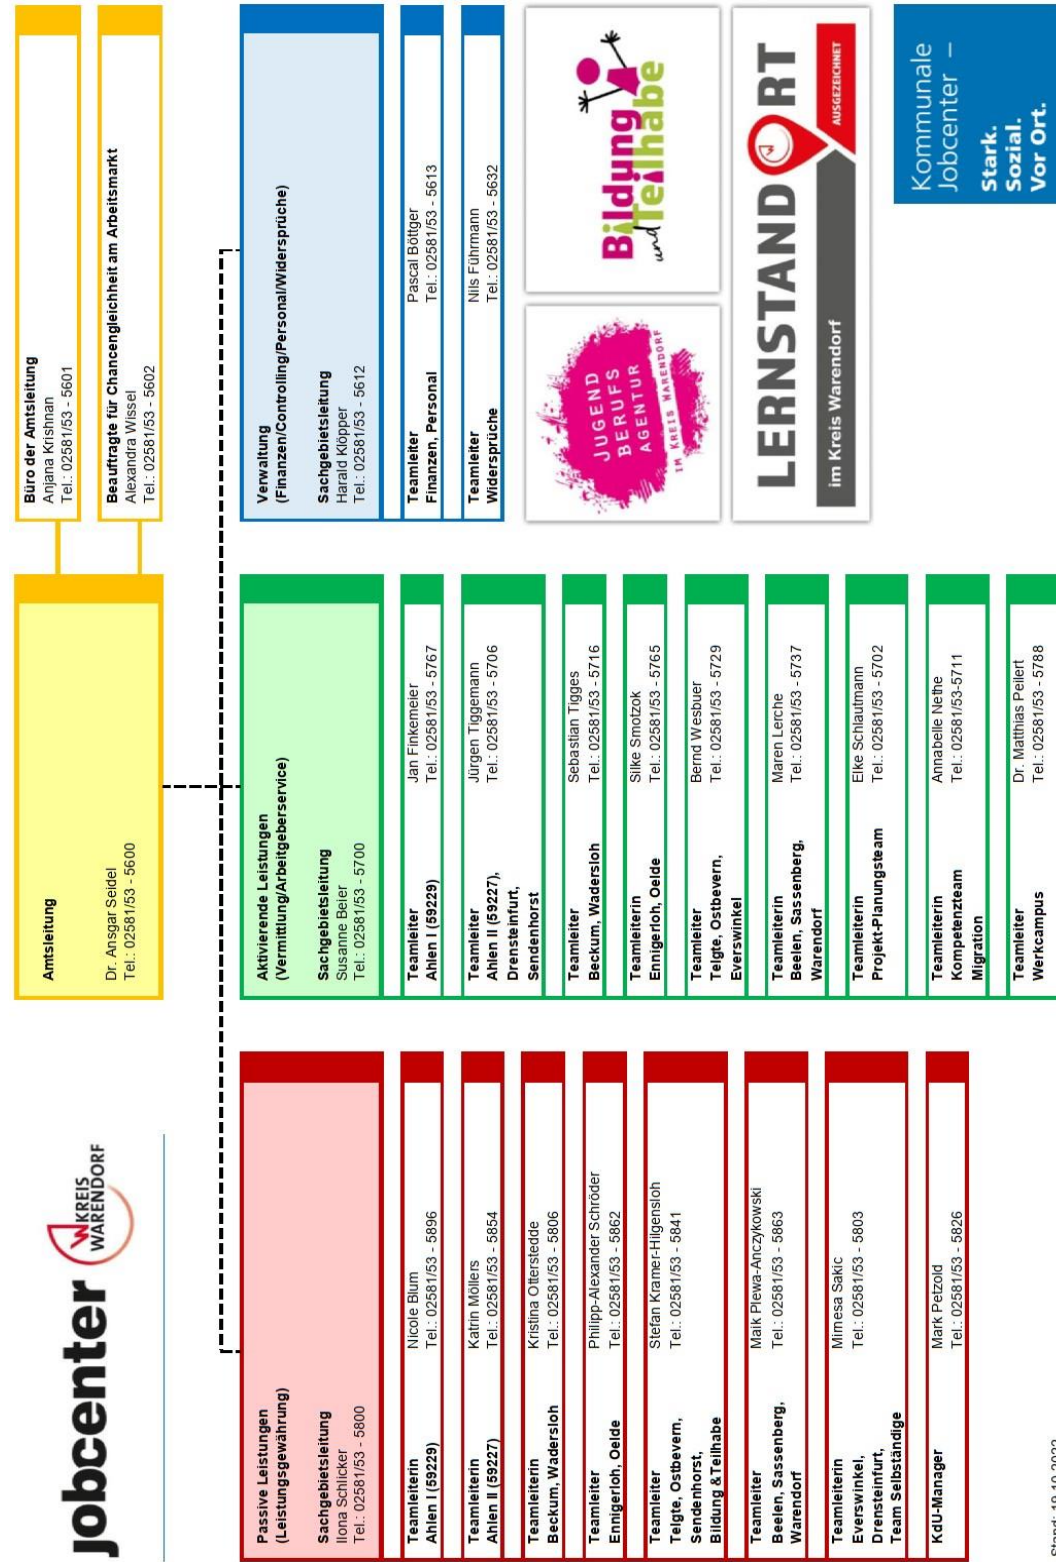 jobcenter
KREIS
WARENDORF
Amtsleitung
Dr. Ansgar Seidel
Tel.: 02581/53 - 5600
Büro der Amtsleitung
Anjana Krishnan
Tel.: 02581/53 - 5601
Beauftragte für Chancengleichheit am Arbeitsmarkt
Alexandra Wissel
Tel.: 02581/53 - 5602
Passive Leistungen
(Leistungsgewährung)
Sachgebietsleitung
Ilona Schlicker
Tel.: 02581/53 - 5800
Teamleiterin Nicole Blum
Ahlen I (59229) Tel.: 02581/53 - 5896
Teamleiterin Katrin Möllers
Ahlen II (59227) Tel.: 02581/53 - 5854
Teamleiterin Kristina Otterstedde
Beckum, Wadersloh Tel.: 02581/53 - 5806
Teamleiter Philipp-Alexander Schröder
Ennigerloh, Oelde Tel.: 02581/53 - 5862
Teamleiter Stefan Kramer-Hilgensloh
Telgte, Ostbevern, Tel.: 02581/53 - 5841
Sendenhorst,
Bildung &Teilhabe
Teamleiter Maik Plewa-Anczykowski
Beelen, Sassenberg, Tel.: 02581/53 - 5863
Warendorf
Teamleiterin Mimesa Sakic
Everswinkel, Tel.: 02581/53 - 5803
Drensteinfurt,
Team Selbständige
KdU-Manager Mark Petzold
Tel.: 02581/53 - 5826
Aktivierende Leistungen
(Vermittlung/Arbeitgeberservice)
Sachgebietsleitung
Susanne Beier
Tel.: 02581/53 - 5700
Teamleiter Jan Finkemeier
Ahlen I (59229) Tel.: 02581/53 - 5767
Teamleiter Jürgen Tiggemann
Ahlen II (59227), Tel.: 02581/53 - 5706
Drensteinfurt,
Sendenhorst
Teamleiter Sebastian Tigges
Beckum, Wadersloh Tel.: 02581/53 - 5716
Teamleiterin Silke Smotzok
Ennigerloh, Oelde Tel.: 02581/53 - 5765
Teamleiter Bernd Wesbuer
Telgte, Ostbevern, Tel.: 02581/53 - 5729
Everswinkel
Teamleiterin Maren Lerche
Beelen, Sassenberg, Tel.: 02581/53 - 5737
Warendorf
Teamleiterin Elke Schlautmann
Projekt-Planungsteam Tel.: 02581/53 - 5702
Teamleiterin Annabelle Nethe
Kompetenzteam Tel.: 02581/53-5711
Migration
Teamleiter Dr. Matthias Peilert
Werkcampus Tel.: 02581/53 - 5788
Verwaltung
(Finanzen/Controlling/Personal/Widersprüche)
Sachgebietsleitung
Harald Klöpper
Tel.: 02581/53 - 5612
Teamleiter Pascal Böttger
Finanzen, Personal Tel.: 02581/53 - 5613
Teamleiter Nils Führmann
Widersprüche Tel.: 02581/53 - 5632
JUGEND
BERUFS
AGENTUR
IM KREIS WARENDORF
Bildung
und Teilhabe
LERNSTANDORT
im Kreis Warendorf
AUSGEZEICHNET
Kommunale
Jobcenter –
Stark.
Sozial.
Vor Ort.